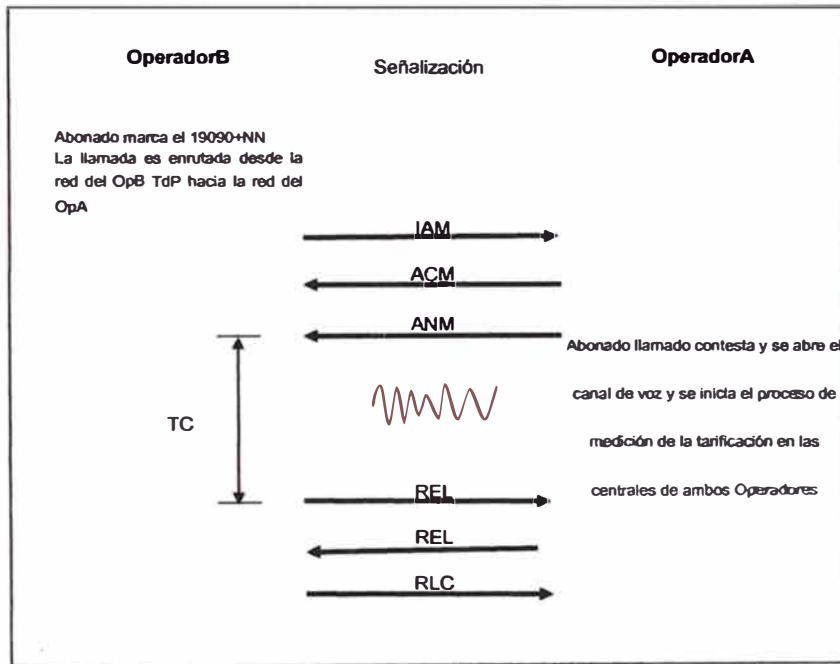 OperadorB
Señalización
OperadorA
Abonado marca el 19090+NN
La llamada es enrutada desde la
red del OpB TdP hacia la red del
OpA
IAM
ACM
ANM
Abonado llamado contesta y se abre el
canal de voz y se inicia el proceso de
medición de la tarificación en las
centrales de ambos Operadores
TC
REL
REL
RLC